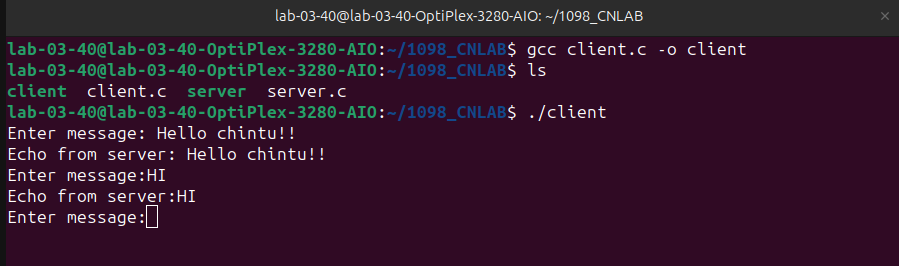 lab-03-40@lab-03-40-OptiPlex-3280-AIO: ~/1098_CNLAB
lab-03-40@lab-03-40-OptiPlex-3280-AIO:~/1098_CNLAB$ gcc client.c -o client
lab-03-40@lab-03-40-OptiPlex-3280-AIO:~/1098_CNLAB$ ls
client  client.c  server  server.c
lab-03-40@lab-03-40-OptiPlex-3280-AIO:~/1098_CNLAB$ ./client
Enter message: Hello chintu!!
Echo from server: Hello chintu!!
Enter message:HI
Echo from server:HI
Enter message: